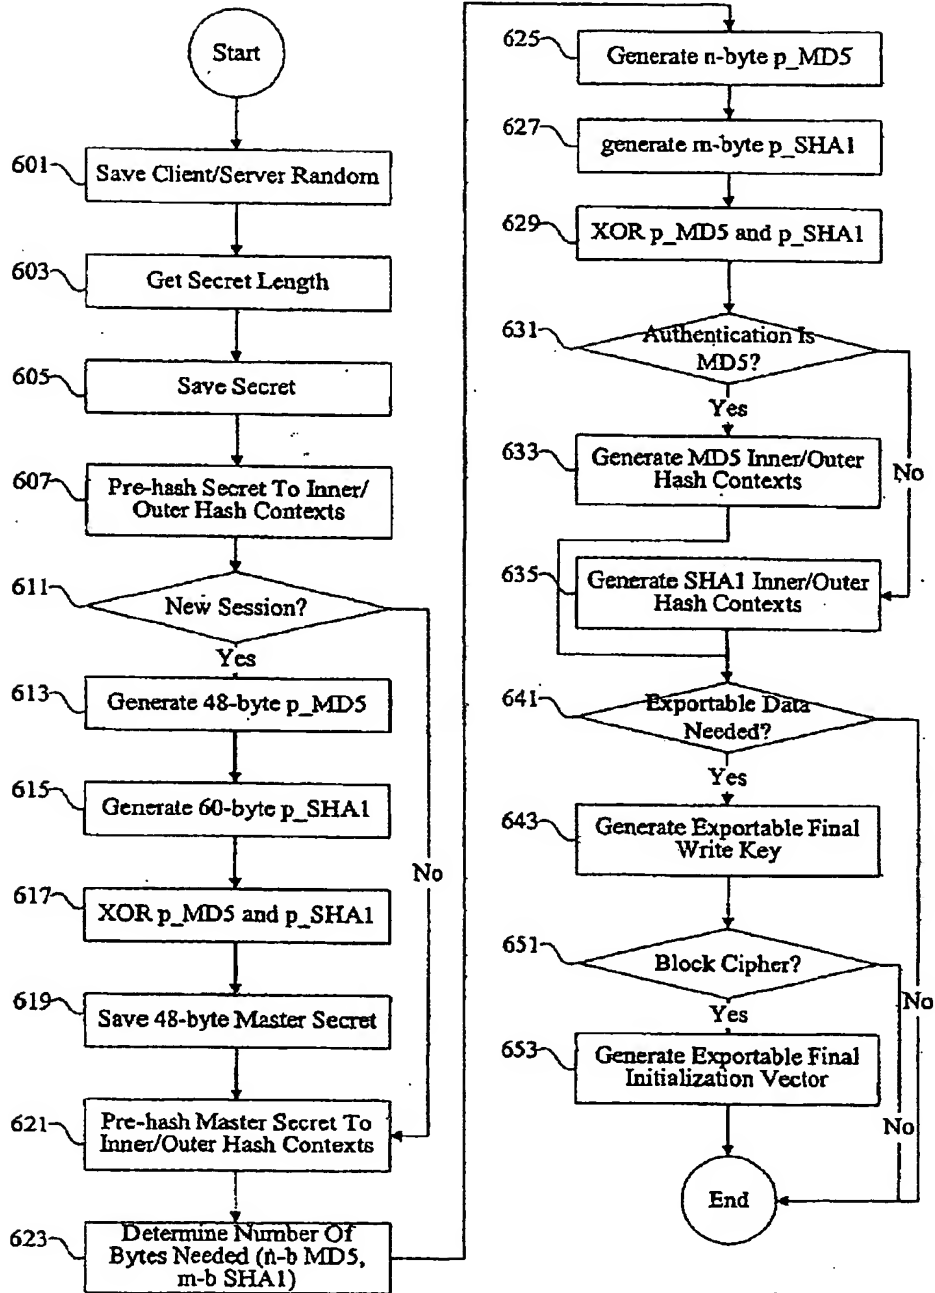 Start
601
Save Client/Server Random
603
Get Secret Length
605
Save Secret
607
Pre-hash Secret To Inner/
Outer Hash Contexts
611
New Session?
Yes
613
Generate 48-byte p_MD5
615
Generate 60-byte p_SHA1
No
617
XOR p_MD5 and p_SHA1
619
Save 48-byte Master Secret
621
Pre-hash Master Secret To
Inner/Outer Hash Contexts
623
Determine Number Of
Bytes Needed (n-b MD5,
m-b SHA1)
625
Generate n-byte p_MD5
627
generate m-byte p_SHA1
629
XOR p_MD5 and p_SHA1
631
Authentication Is
MD5?
Yes
633
Generate MD5 Inner/Outer
Hash Contexts
No
635
Generate SHA1 Inner/Outer
Hash Contexts
641
Exportable Data
Needed?
Yes
643
Generate Exportable Final
Write Key
651
Block Cipher?
No
Yes
653
Generate Exportable Final
Initialization Vector
No
End